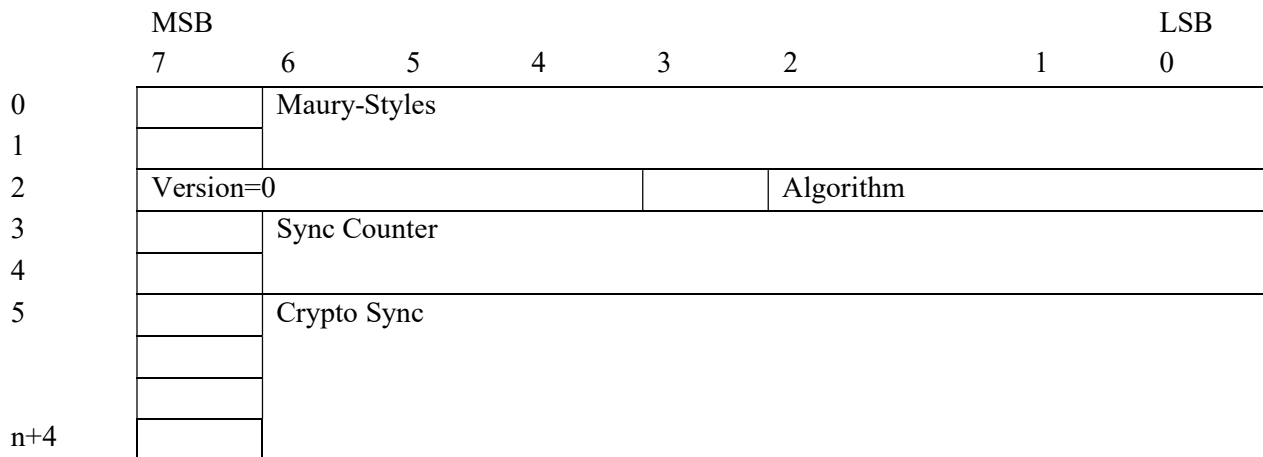 MSB LSB
7 6 5 4 3 2 1 0
0 Maury-Styles
1
2 Version=0 Algorithm
3 Sync Counter
4
5 Crypto Sync
n+4